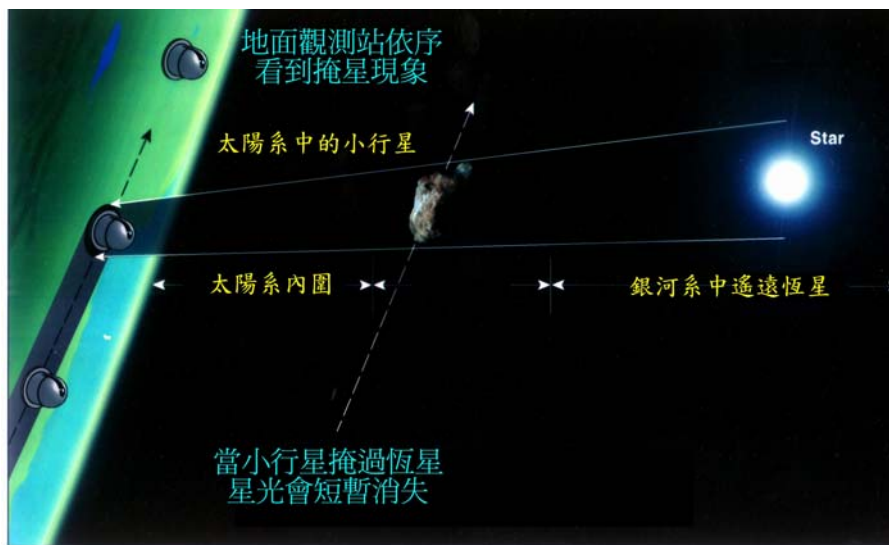 地面觀測站依序
看到掩星現象
太陽系中的小行星
Star
太陽系內圍
銀河系中遙遠恆星
當小行星掩過恆星
星光會短暫消失